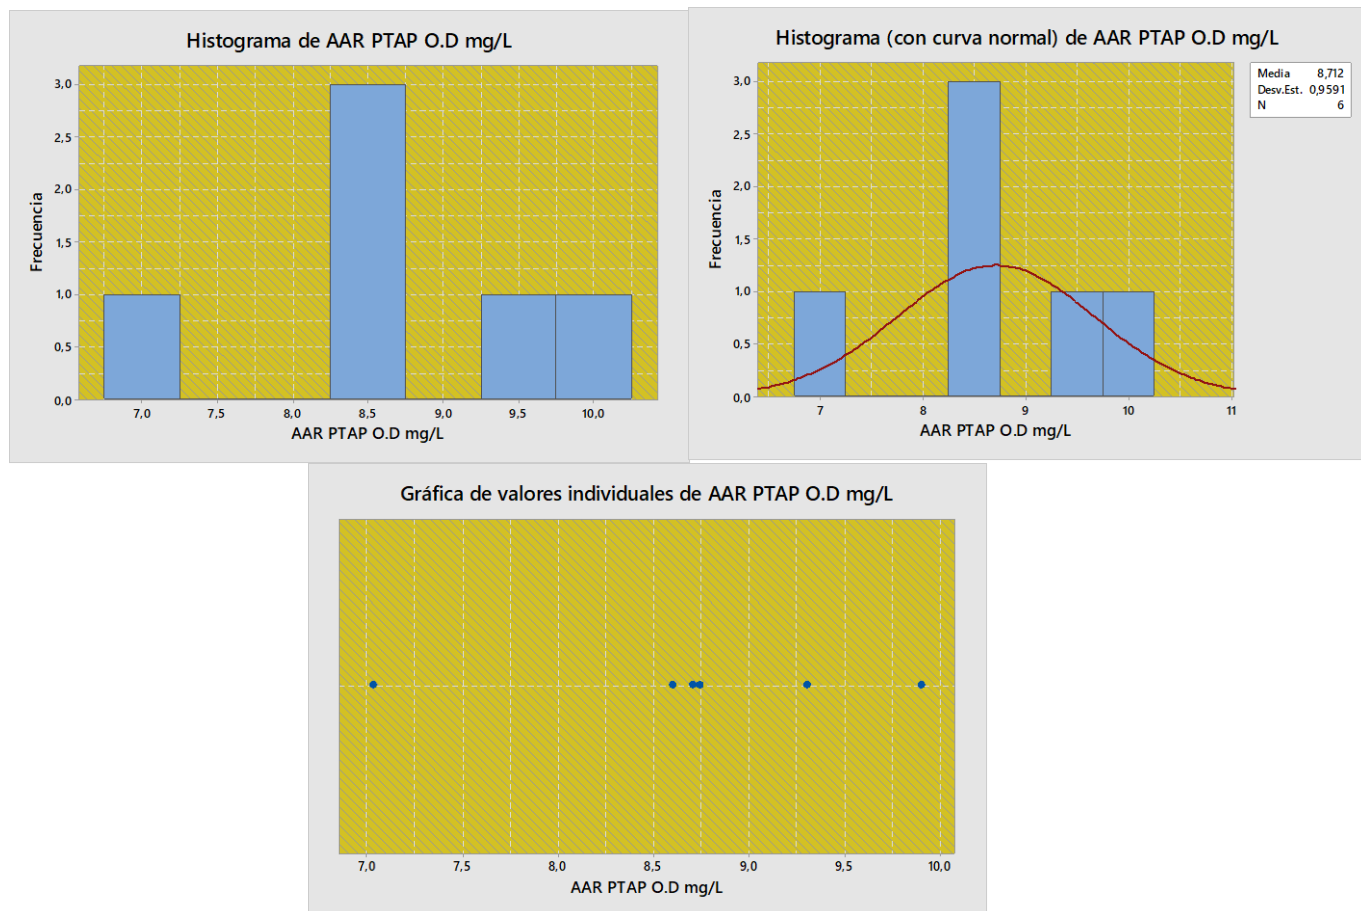 Histograma de AAR PTAP O.D mg/L
3,0
2,5
2,0
1,5
1,0
0,5
0,0
Frecuencia
7,0 7,5 8,0 8,5 9,0 9,5 10,0
AAR PTAP O.D mg/L
Histograma (con curva normal) de AAR PTAP O.D mg/L
Media 8,712
Desv.Est. 0,9591
N 6
3,0
2,5
2,0
1,5
1,0
0,5
0,0
Frecuencia
7 8 9 10 11
AAR PTAP O.D mg/L
Gráfica de valores individuales de AAR PTAP O.D mg/L
7,0 7,5 8,0 8,5 9,0 9,5 10,0
AAR PTAP O.D mg/L